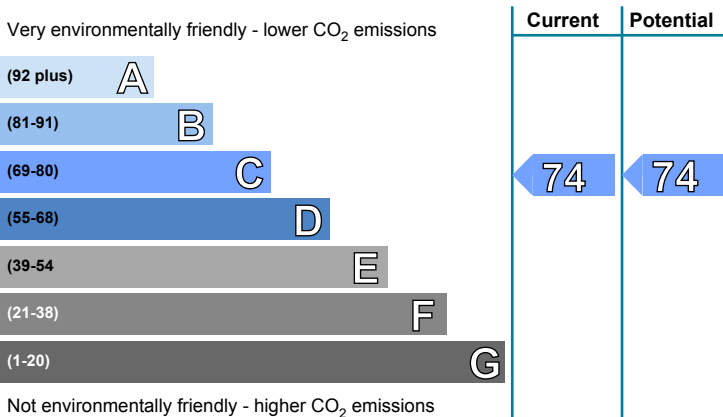 Current Potential
Very environmentally friendly - lower CO2 emissions
(92 plus) A
(81-91) B
(69-80) C 74 74
(55-68) D
(39-54 E
(21-38) F
(1-20) G
Not environmentally friendly - higher CO2 emissions